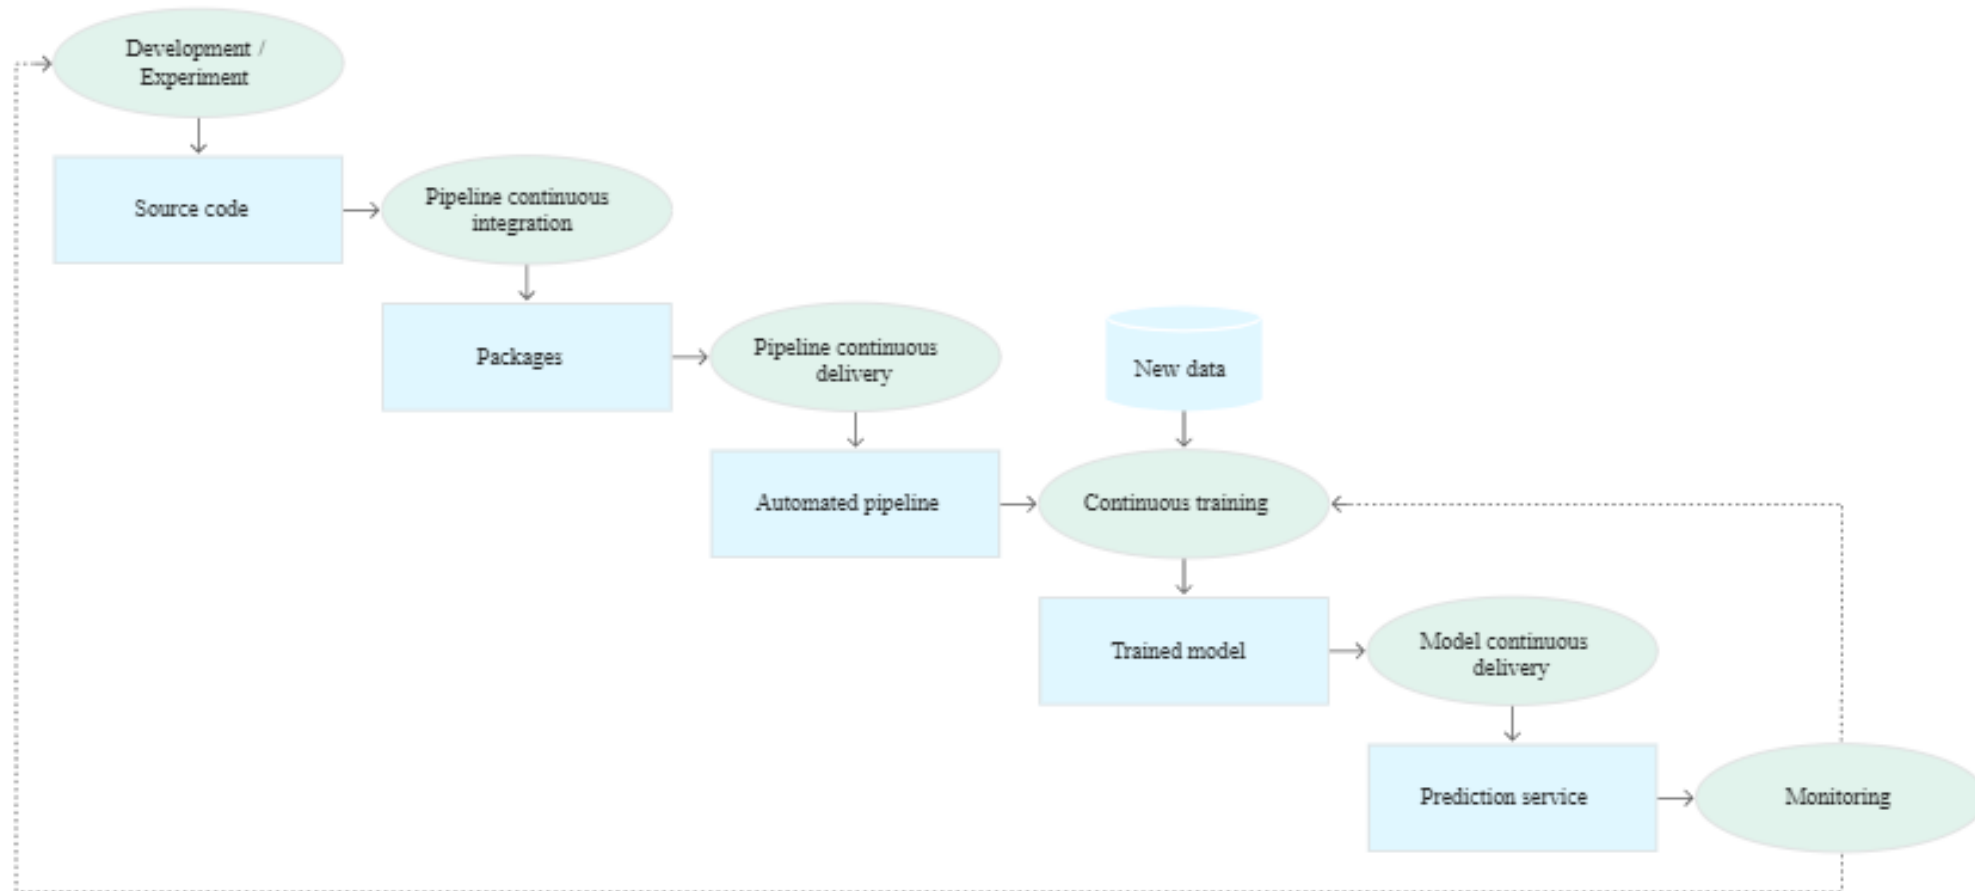 Development /
Experiment
Source code
Pipeline continuous
integration
Packages
Pipeline continuous
delivery
New data
Automated pipeline
Continuous training
Trained model
Model continuous
delivery
Prediction service
Monitoring